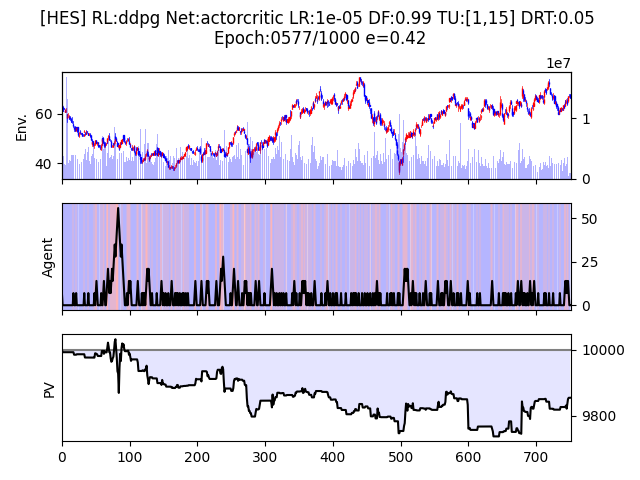 [HES] RL:ddpg Net:actorcritic LR:1e-05 DF:0.99 TU:[1,15] DRT:0.05
Epoch:0577/1000 e=0.42
1e7
Env.
60
40
1
0
Agent
50
25
0
PV
10000
9800
0 100 200 300 400 500 600 700